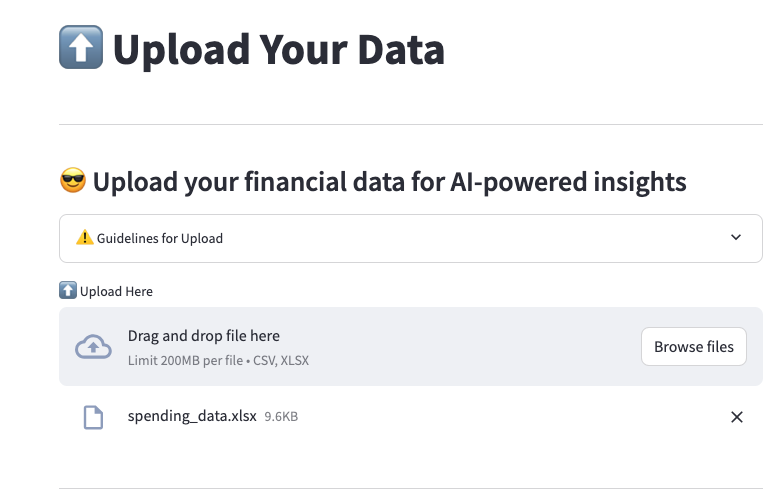 ⬆️ Upload Your Data
😎 Upload your financial data for AI-powered insights
⚠️ Guidelines for Upload
⬆️ Upload Here
Drag and drop file here
Limit 200MB per file • CSV, XLSX
Browse files
spending_data.xlsx 9.6KB